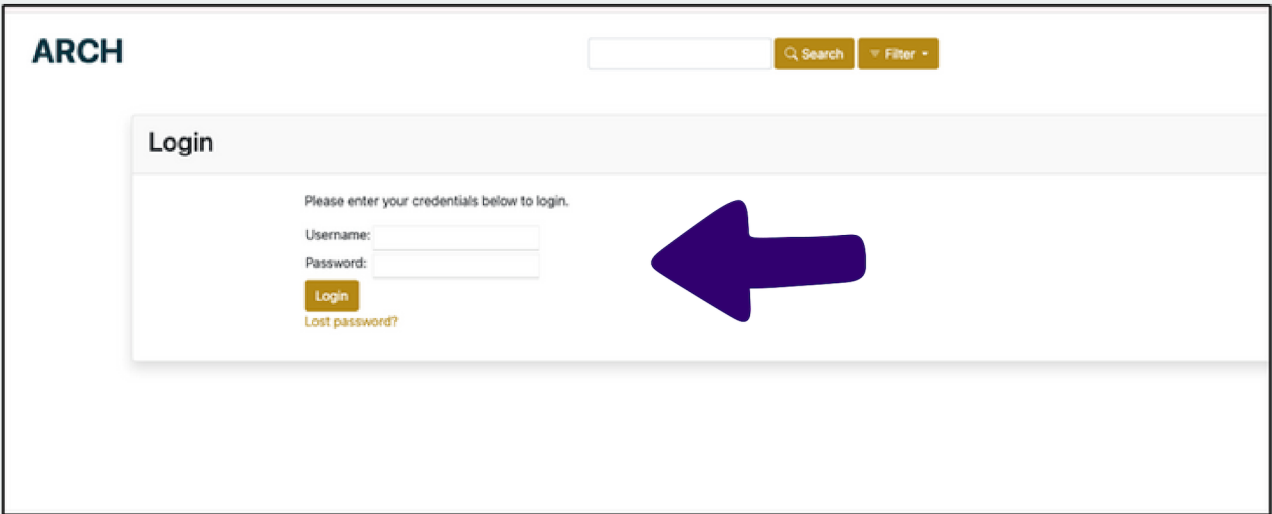 ARCH
Search
Filter
Login
Please enter your credentials below to login.
Username:
Password:
Login
Lost password?